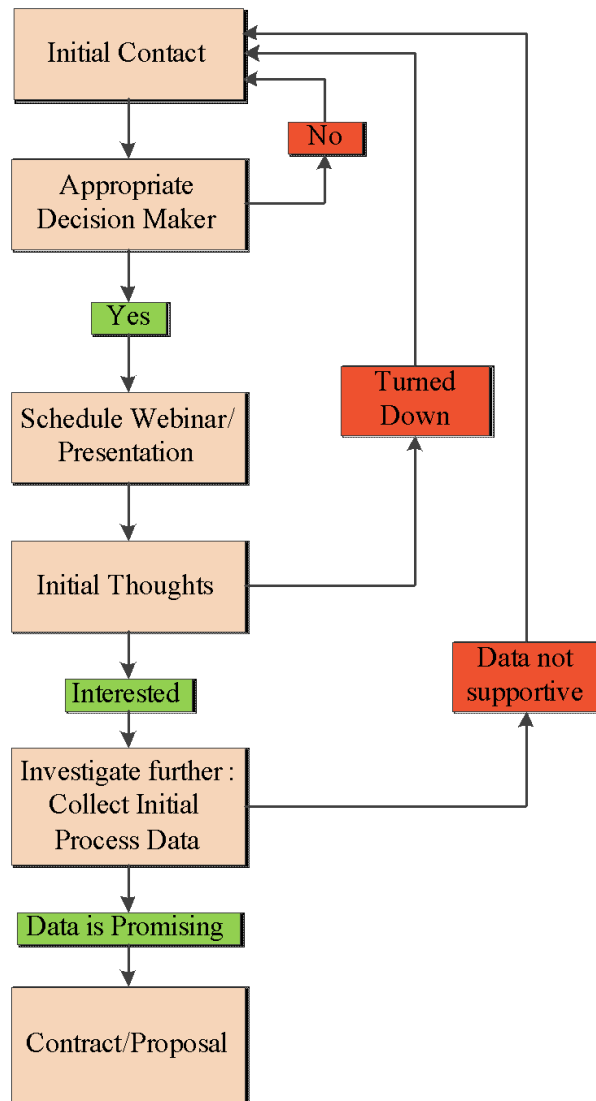 Initial Contact
No
Appropriate
Decision Maker
Yes
Turned
Down
Schedule Webinar/
Presentation
Initial Thoughts
Data not
supportive
Interested
Investigate further :
Collect Initial
Process Data
Data is Promising
Contract/Proposal